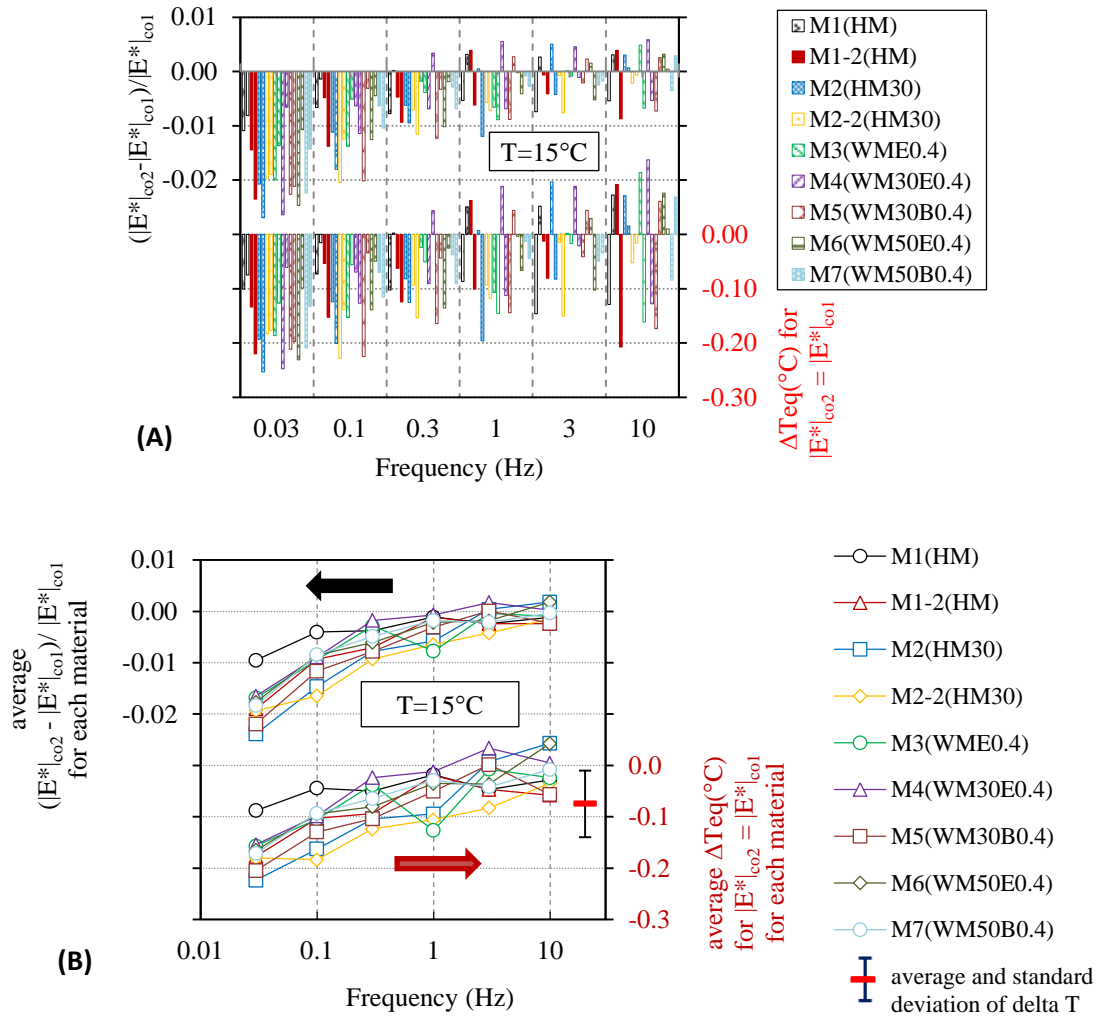 0.01
0.00
-0.01
-0.02
(|E*|co2-|E*|co1)/|E*|co1
T=15°C
0.00
-0.10
-0.20
-0.30
ΔTeq(°C) for
|E*|co2 = |E*|co1
0.03 0.1 0.3 1 3 10
Frequency (Hz)
(A)
M1(HM)
M1-2(HM)
M2(HM30)
M2-2(HM30)
M3(WME0.4)
M4(WM30E0.4)
M5(WM30B0.4)
M6(WM50E0.4)
M7(WM50B0.4)
0.01
0.00
-0.01
-0.02
average
(|E*|co2 - |E*|co1)/ |E*|co1
for each material
T=15°C
0.0
-0.1
-0.2
-0.3
average ΔTeq(°C)
for |E*|co2 = |E*|co1
for each material
0.01 0.1 1 10
Frequency (Hz)
(B)
M1(HM)
M1-2(HM)
M2(HM30)
M2-2(HM30)
M3(WME0.4)
M4(WM30E0.4)
M5(WM30B0.4)
M6(WM50E0.4)
M7(WM50B0.4)
average and standard
deviation of delta T